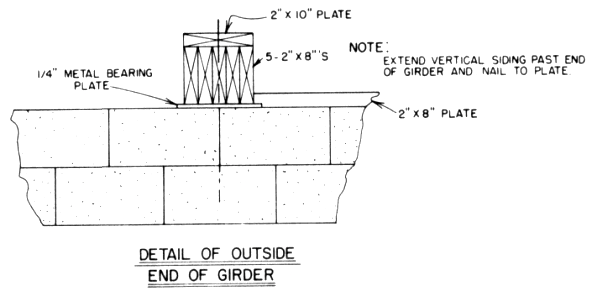 2" X 10" PLATE
5-2" X 8"'S
1/4" METAL BEARING
PLATE
NOTE:
EXTEND VERTICAL SIDING PAST END
OF GIRDER AND NAIL TO PLATE.
2" X 8" PLATE
DETAIL OF OUTSIDE
END OF GIRDER